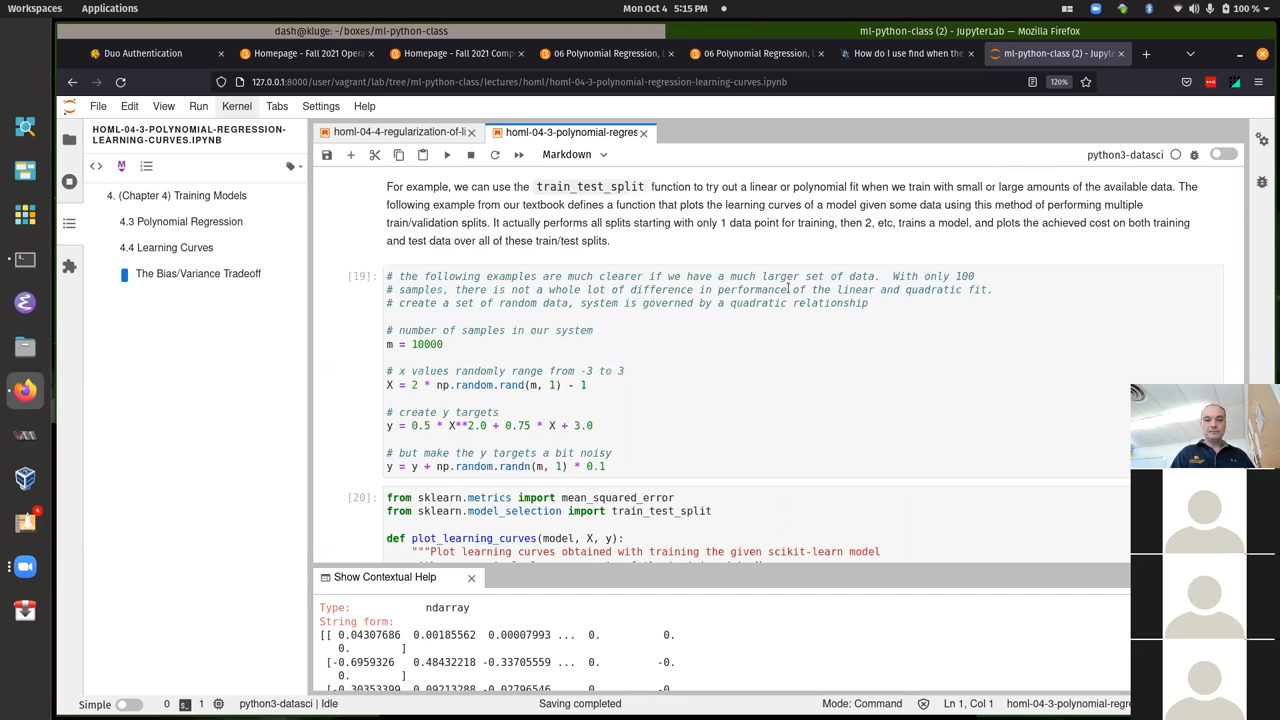 Workspaces Applications Mon Oct 4 5:15 PM 100 %
dash@kluge: ~/boxes/ml-python-class ml-python-class (2) - JupyterLab — Mozilla Firefox
Duo Authentication Homepage - Fall 2021 Oper Homepage - Fall 2021 Comp 06 Polynomial Regression, L 06 Polynomial Regression, L How do I use find when the ml-python-class (2) - Jupyte
127.0.0.1:8000/user/vagrant/lab/tree/ml-python-class/lectures/homl/homl-04-3-polynomial-regression-learning-curves.ipynb 120%
File Edit View Run Kernel Tabs Settings Help
HOML-04-3-POLYNOMIAL-REGRESSION-
LEARNING-CURVES.IPYNB
4. (Chapter 4) Training Models
4.3 Polynomial Regression
4.4 Learning Curves
The Bias/Variance Tradeoff
homl-04-4-regularization-of-li homl-04-3-polynomial-regres
Markdown python3-datasci
For example, we can use the train_test_split function to try out a linear or polynomial fit when we train with small or large amounts of the available data. The
following example from our textbook defines a function that plots the learning curves of a model given some data using this method of performing multiple
train/validation splits. It actually performs all splits starting with only 1 data point for training, then 2, etc, trains a model, and plots the achieved cost on both training
and test data over all of these train/test splits.
[19]: # the following examples are much clearer if we have a much larger set of data. With only 100
# samples, there is not a whole lot of difference in performance of the linear and quadratic fit.
# create a set of random data, system is governed by a quadratic relationship
# number of samples in our system
m = 10000
# x values randomly range from -3 to 3
X = 2 * np.random.rand(m, 1) - 1
# create y targets
y = 0.5 * X**2.0 + 0.75 * X + 3.0
# but make the y targets a bit noisy
y = y + np.random.randn(m, 1) * 0.1
[20]: from sklearn.metrics import mean_squared_error
from sklearn.model_selection import train_test_split
def plot_learning_curves(model, X, y):
"""Plot learning curves obtained with training the given scikit-learn model
Show Contextual Help
Type: ndarray
String form:
[[ 0.04307686 0.00185562 0.00007993 ... 0. 0.
0. ]
[-0.6959326 0.48432218 -0.33705559 ... 0. -0.
0. ]
[-0.30353399 0.09213288 -0.02796546 ... 0. -0.
Simple 0 1 python3-datasci | Idle Saving completed Mode: Command Ln 1, Col 1 homl-04-3-polynomial-regre